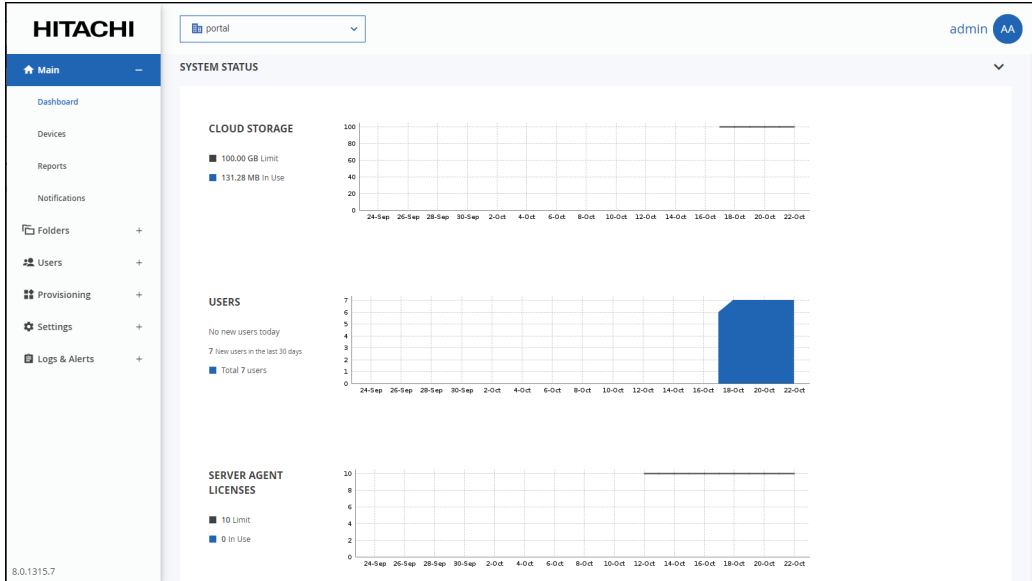 HITACHI
portal
admin AA
Main
Dashboard
Devices
Reports
Notifications
Folders
Users
Provisioning
Settings
Logs & Alerts
8.0.1315.7
SYSTEM STATUS
CLOUD STORAGE
100.00 GB Limit
131.28 MB In Use
100
80
60
40
20
0
24-Sep 26-Sep 28-Sep 30-Sep 2-Oct 4-Oct 6-Oct 8-Oct 10-Oct 12-Oct 14-Oct 16-Oct 18-Oct 20-Oct 22-Oct
USERS
No new users today
7 New users in the last 30 days
Total 7 users
7
6
5
4
3
2
1
0
24-Sep 26-Sep 28-Sep 30-Sep 2-Oct 4-Oct 6-Oct 8-Oct 10-Oct 12-Oct 14-Oct 16-Oct 18-Oct 20-Oct 22-Oct
SERVER AGENT
LICENSES
10 Limit
0 In Use
10
8
6
4
2
0
24-Sep 26-Sep 28-Sep 30-Sep 2-Oct 4-Oct 6-Oct 8-Oct 10-Oct 12-Oct 14-Oct 16-Oct 18-Oct 20-Oct 22-Oct